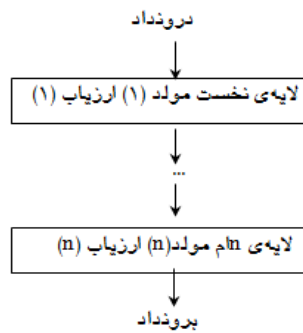 درونداد
لایه‌ی نخست مولد (۱) ارزیاب (۱)
...
لایه‌ی nام مولد(n) ارزیاب (n)
برونداد